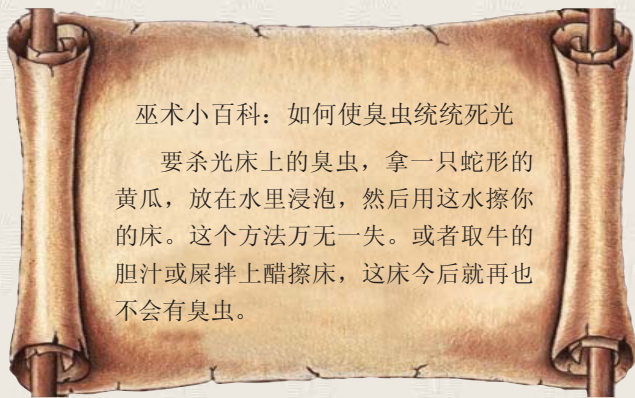 巫术小百科：如何使臭虫统统死光
要杀光床上的臭虫，拿一只蛇形的
黄瓜，放在水里浸泡，然后用这水擦你
的床。这个方法万无一失。或者取牛的
胆汁或屎拌上醋擦床，这床今后就再也
不会有臭虫。